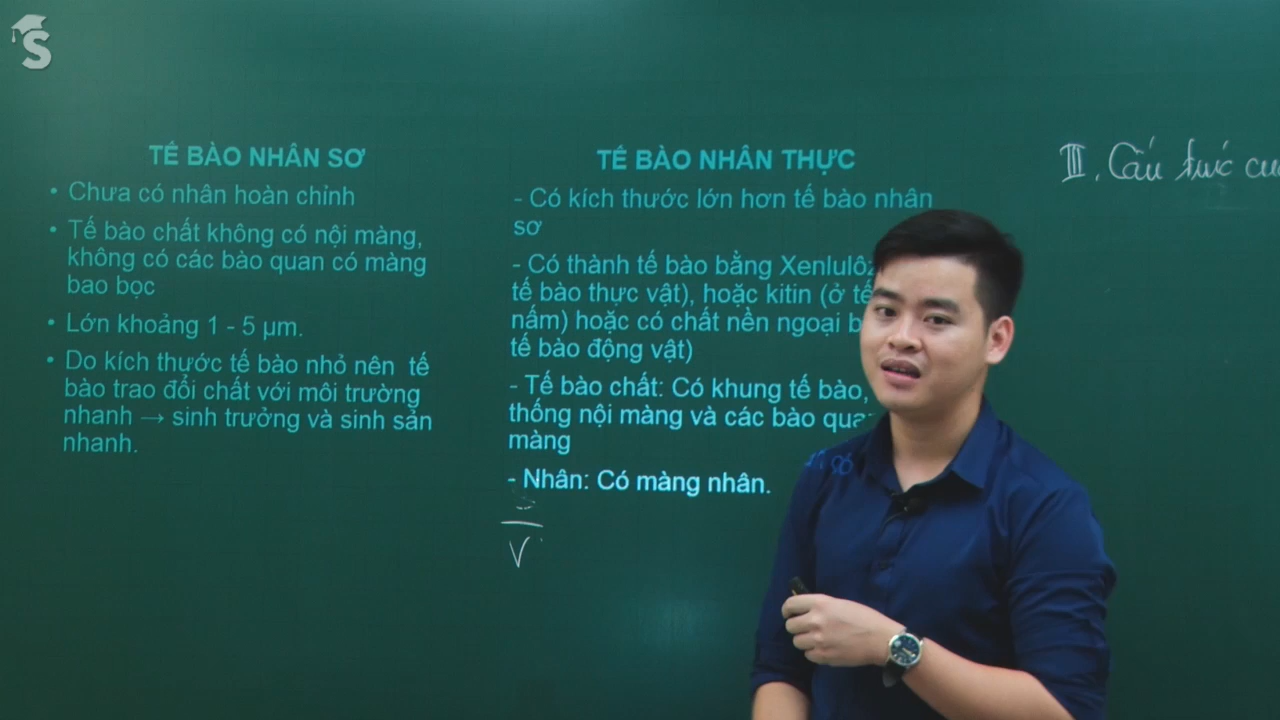 S
TẾ BÀO NHÂN SƠ
• Chưa có nhân hoàn chỉnh
• Tế bào chất không có nội màng,
không có các bào quan có màng
bao bọc
• Lớn khoảng 1 - 5 µm.
• Do kích thước tế bào nhỏ nên tế
bào trao đổi chất với môi trường
nhanh → sinh trưởng và sinh sản
nhanh.
TẾ BÀO NHÂN THỰC
- Có kích thước lớn hơn tế bào nhân
sơ
- Có thành tế bào bằng
tế bào thực vật), hoặc kitin (ở
nấm) hoặc có chất nền ngoại
tế bào động vật)
- Tế bào chất: Có khung tế bào,
thống nội màng và các bào
màng
- Nhân: Có màng nhân.
V
III. Cấu trúc